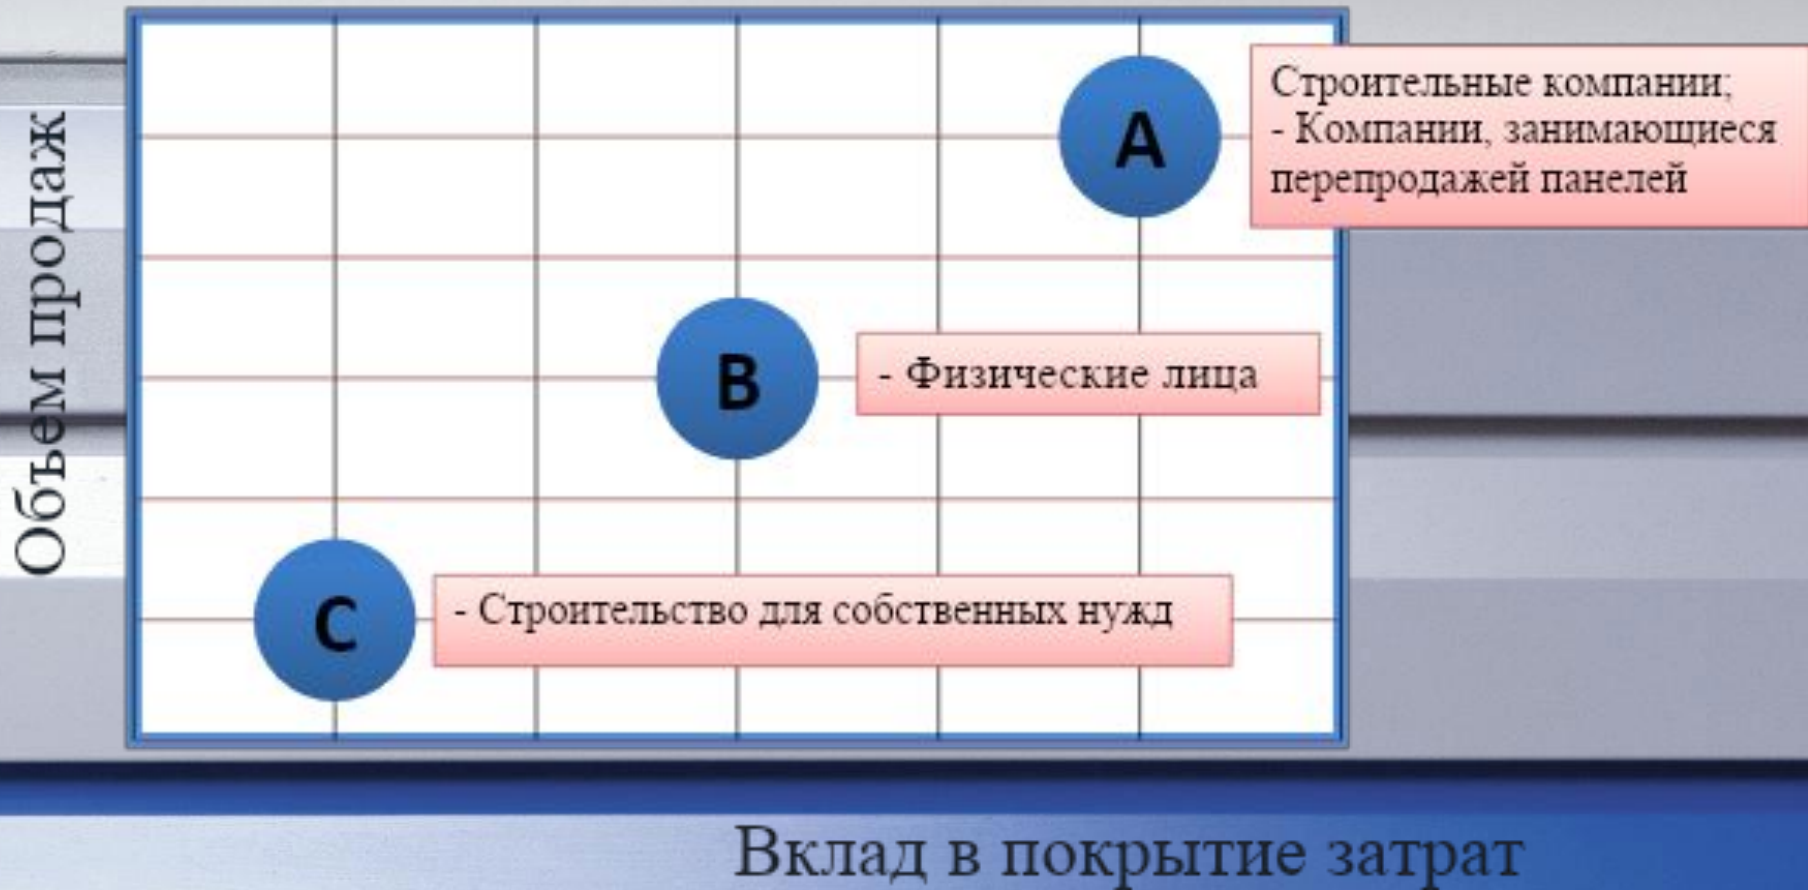 Объем продаж
A
Строительные компании;
- Компании, занимающиеся
перепродажей панелей
B
- Физические лица
C
- Строительство для собственных нужд
Вклад в покрытие затрат